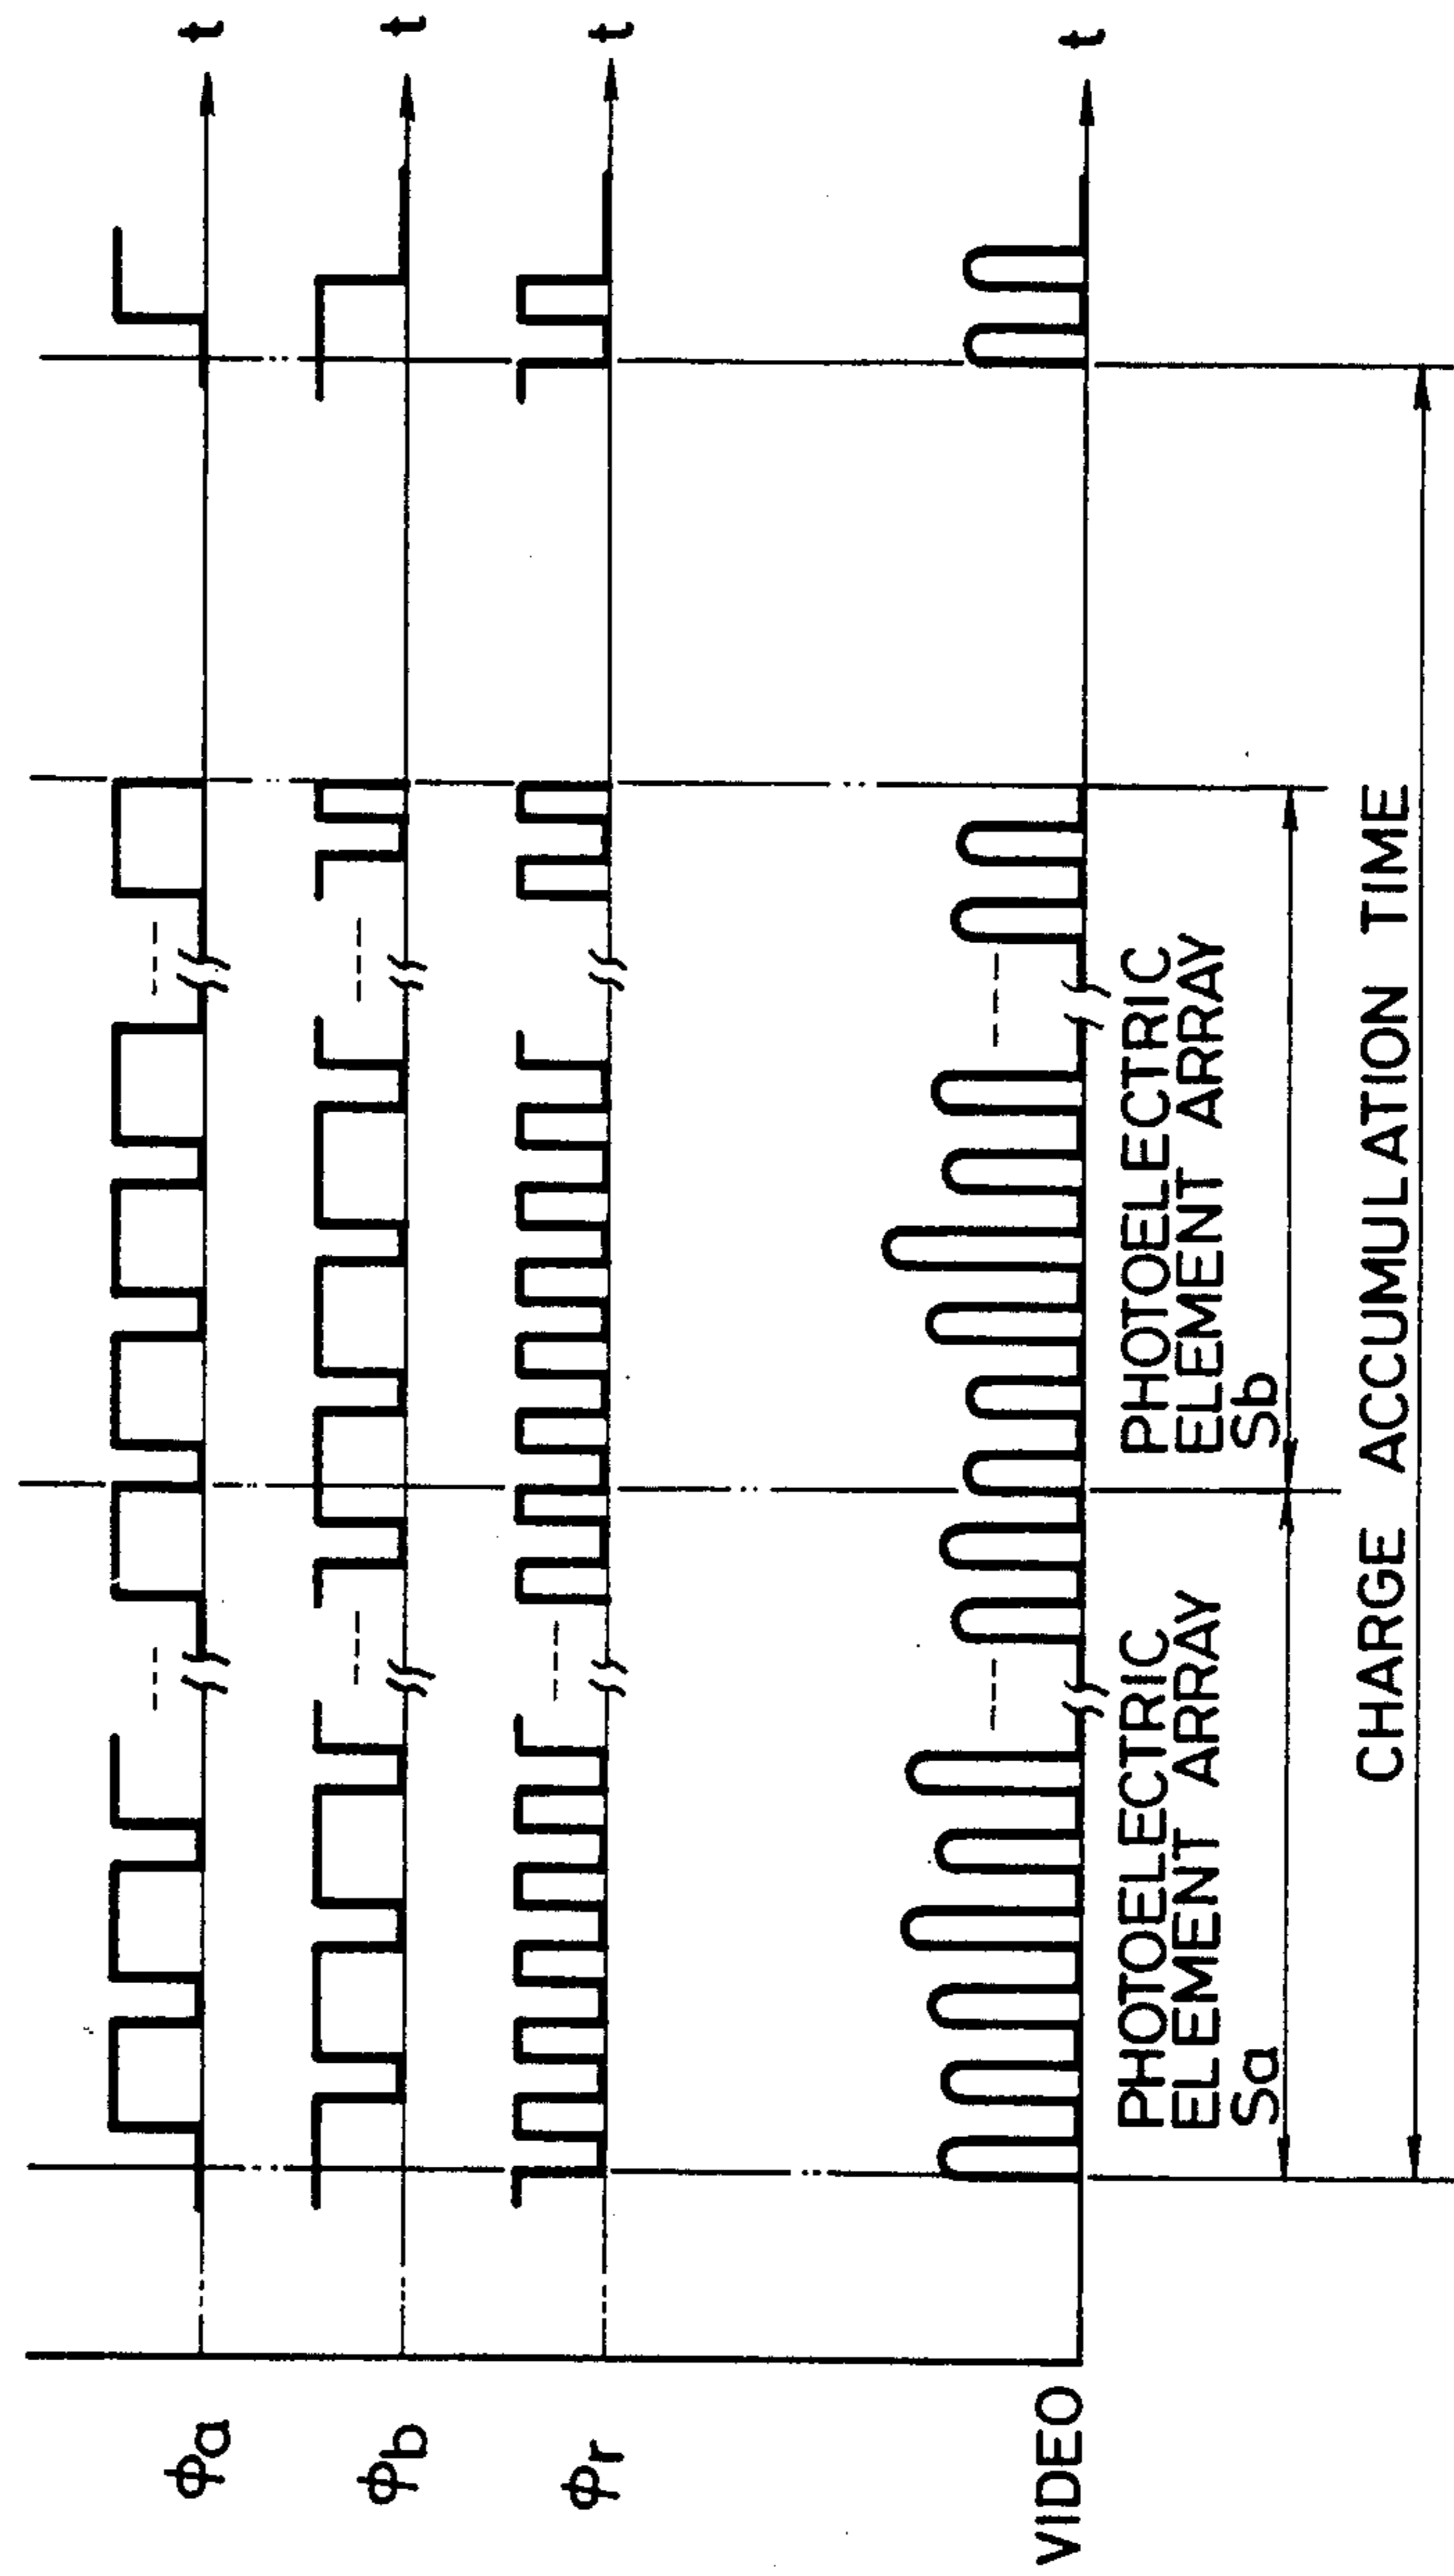 ϕa
t
ϕb
t
ϕr
t
VIDEO
t
PHOTOELECTRIC
ELEMENT ARRAY
Sa
PHOTOELECTRIC
ELEMENT ARRAY
Sb
CHARGE ACCUMULATION TIME